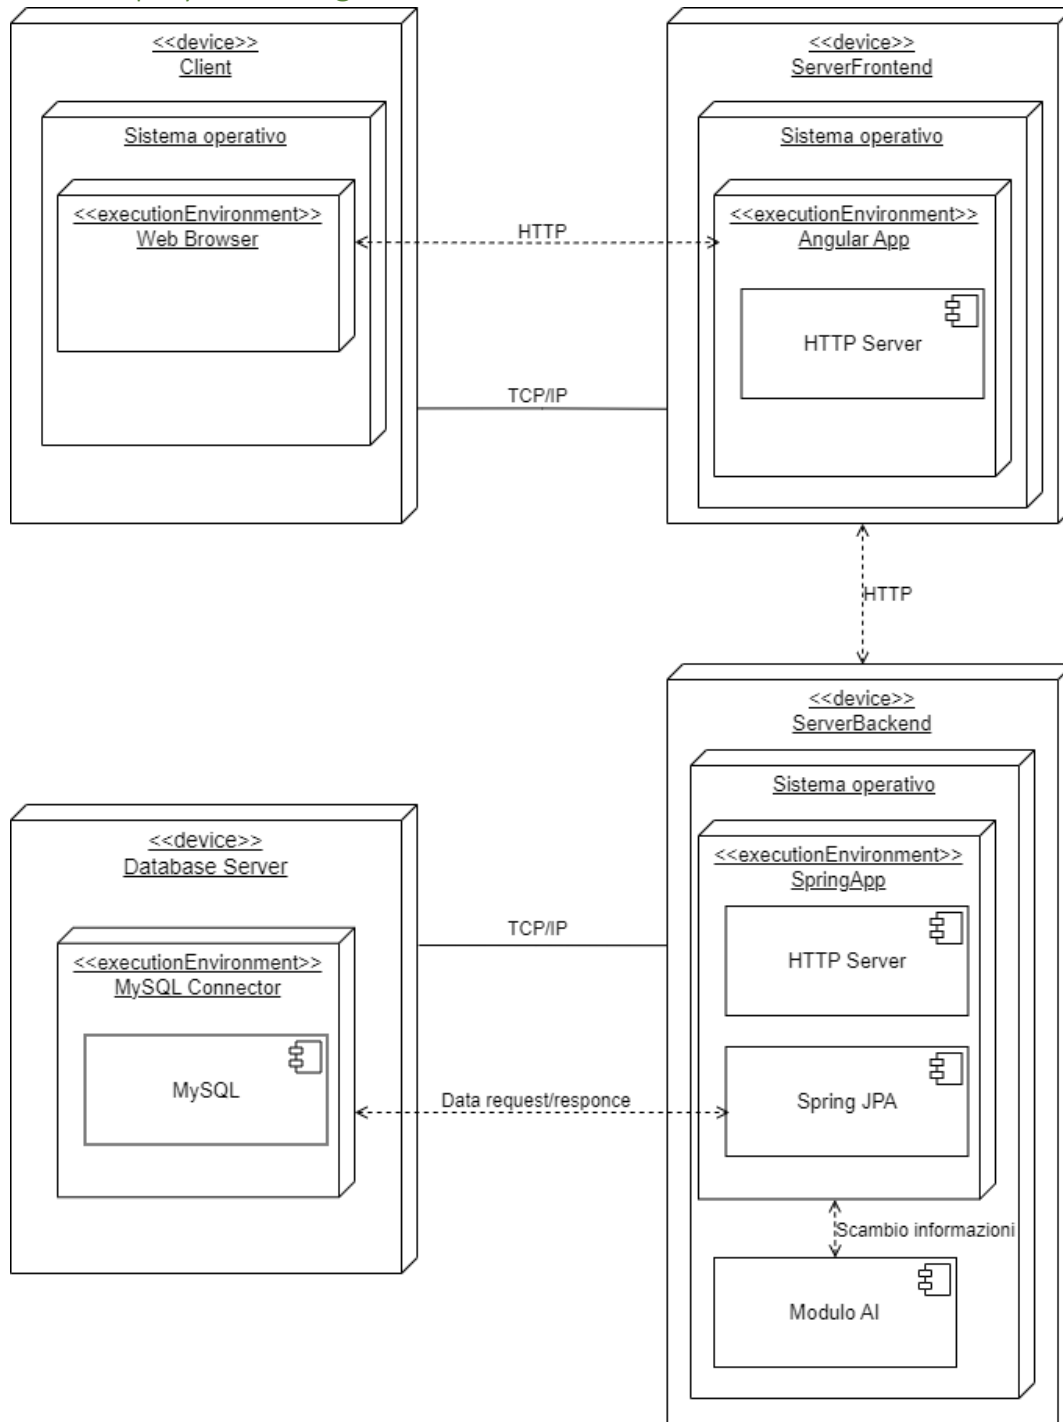 <<device>>
Client
Sistema operativo
<<executionEnvironment>>
Web Browser
HTTP
TCP/IP
<<device>>
ServerFrontend
Sistema operativo
<<executionEnvironment>>
Angular App
HTTP Server
HTTP
<<device>>
ServerBackend
Sistema operativo
<<executionEnvironment>>
SpringApp
HTTP Server
Spring JPA
Scambio informazioni
Modulo AI
TCP/IP
Data request/responce
<<device>>
Database Server
<<executionEnvironment>>
MySQL Connector
MySQL